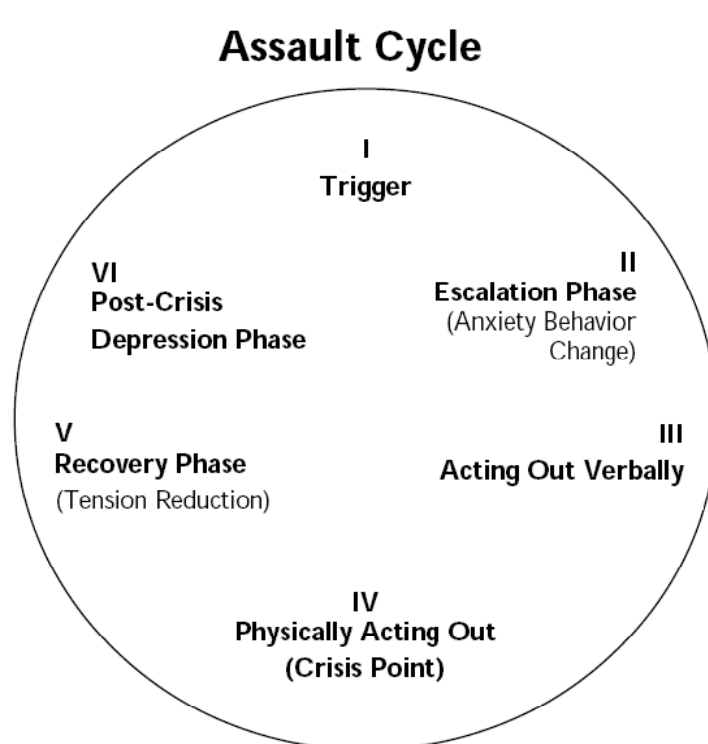 Assault Cycle
I
Trigger
II
Escalation Phase
(Anxiety Behavior
Change)
III
Acting Out Verbally
IV
Physically Acting Out
(Crisis Point)
V
Recovery Phase
(Tension Reduction)
VI
Post-Crisis
Depression Phase